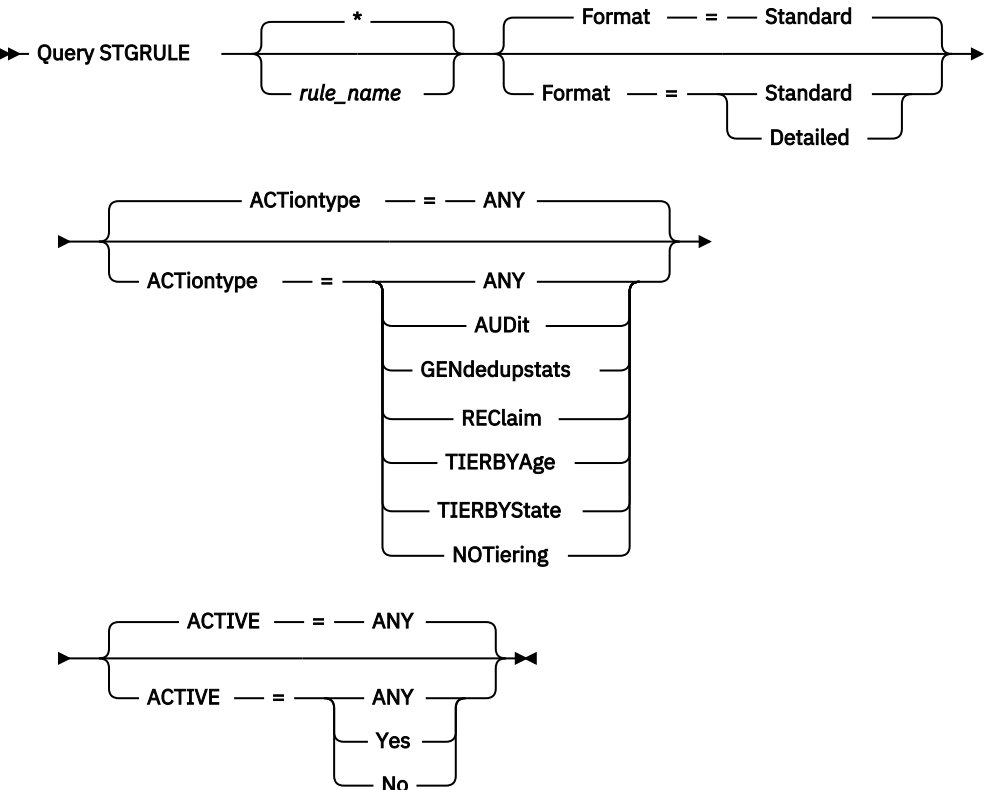 *
Format = Standard
Query STGRULE
rule_name
Format = Standard
Detailed
ACTiontype = ANY
ACTiontype = ANY
AUDit
GENdedupstats
REClaim
TIERBYAge
TIERBYState
NOTiering
ACTIVE = ANY
ACTIVE = ANY
Yes
No